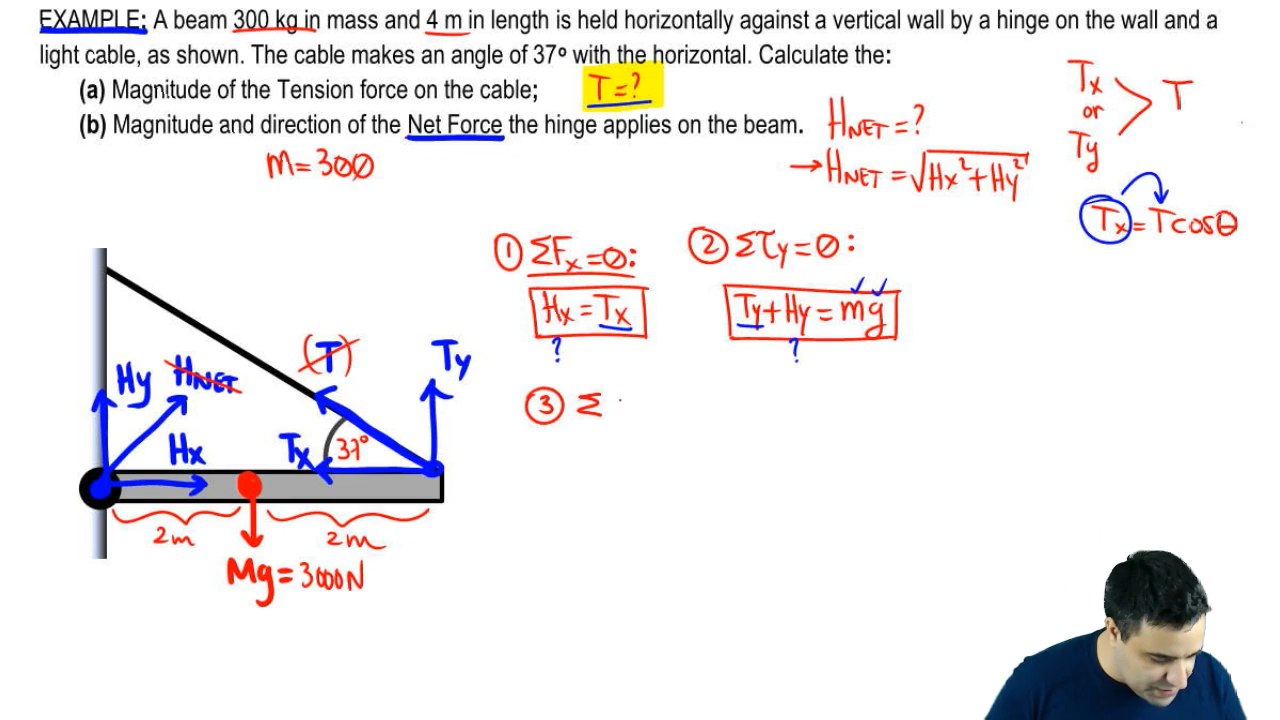 EXAMPLE: A beam 300 kg in mass and 4 m in length is held horizontally against a vertical wall by a hinge on the wall and a
light cable, as shown. The cable makes an angle of 37º with the horizontal. Calculate the:
(a) Magnitude of the Tension force on the cable;
T=?
(b) Magnitude and direction of the Net Force the hinge applies on the beam.
m=300
HNET=?
→HNET=√Hx²+Hy²
Tx
or
Ty
T
Tx=Tcosθ
① ΣFx=0:
Hx=Tx
?
② Στy=0:
Ty+Hy=mg
?
③ Σ
(T)
Ty
Hy
HNET
Hx
Tx
37°
2m
2m
Mg=3000N